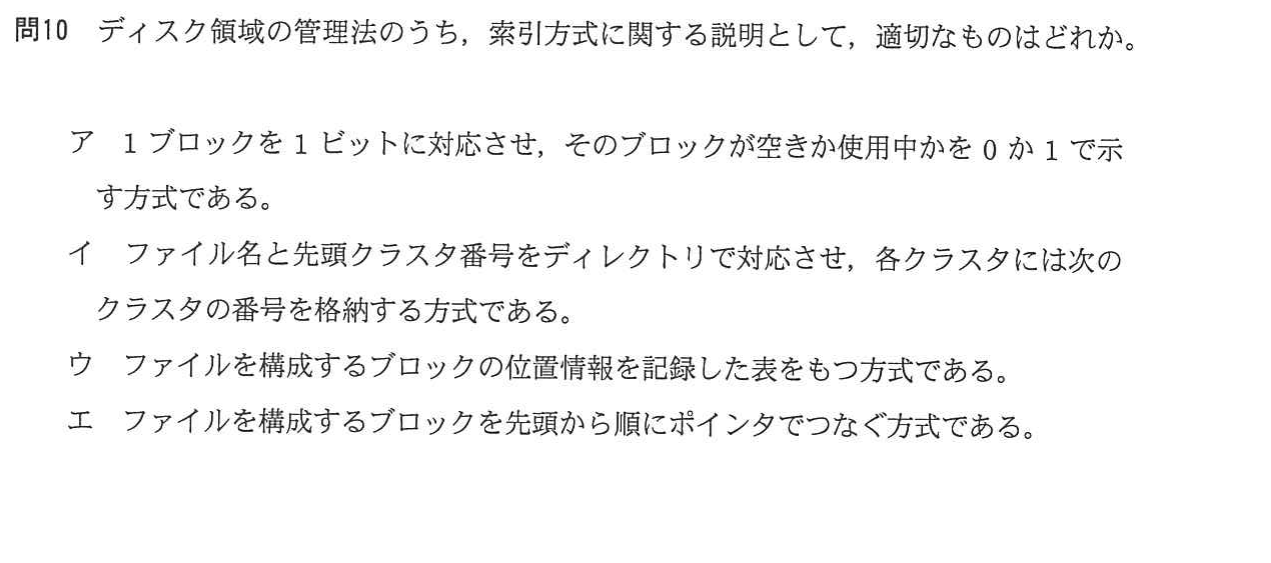 問10 ディスク領域の管理法のうち，索引方式に関する説明として，適切なものはどれか。
ア 1 ブロックを 1 ビットに対応させ，そのブロックが空きか使用中かを 0 か 1 で示
す方式である。
イ ファイル名と先頭クラスタ番号をディレクトリで対応させ，各クラスタには次の
クラスタの番号を格納する方式である。
ウ ファイルを構成するブロックの位置情報を記録した表をもつ方式である。
エ ファイルを構成するブロックを先頭から順にポインタでつなぐ方式である。